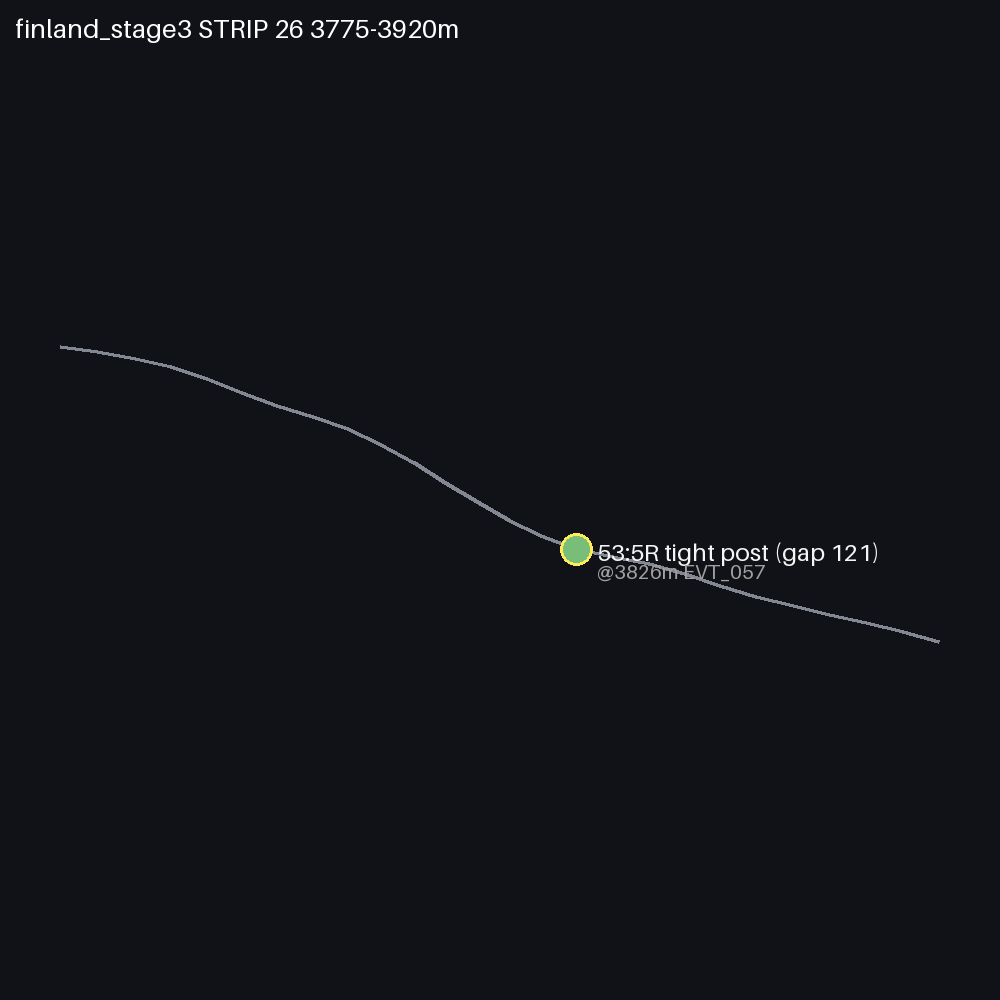 finland_stage3 STRIP 26 3775-3920m
53:5R tight post (gap 121)
@3826m EVT_057